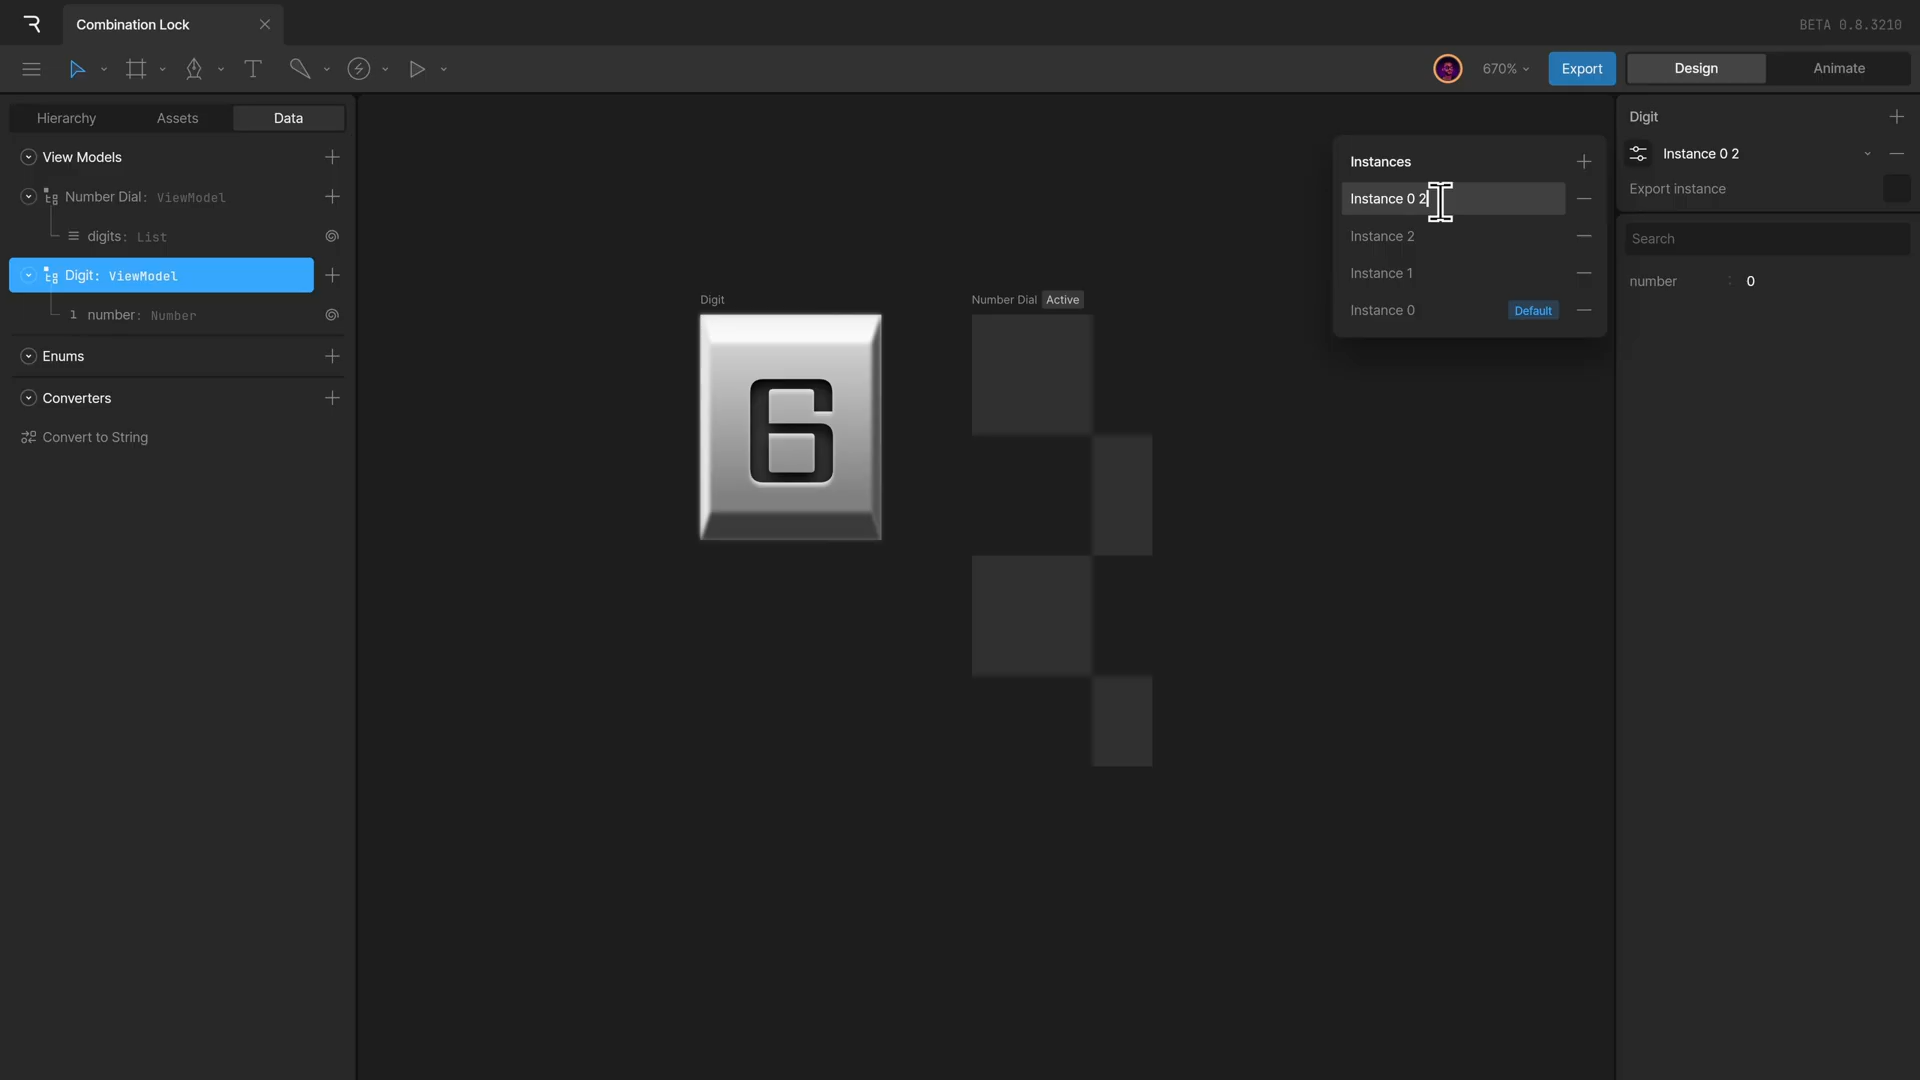 Combination Lock
BETA 0.8.3210
670%
Export
Design
Animate
Hierarchy
Assets
Data
View Models
Number Dial: ViewModel
digits: List
Digit: ViewModel
1 number: Number
Enums
Converters
Convert to String
Digit
6
Number Dial
Active
Instances
Instance 0 2
Instance 2
Instance 1
Instance 0
Default
Digit
Instance 0 2
Export instance
Search
number : 0